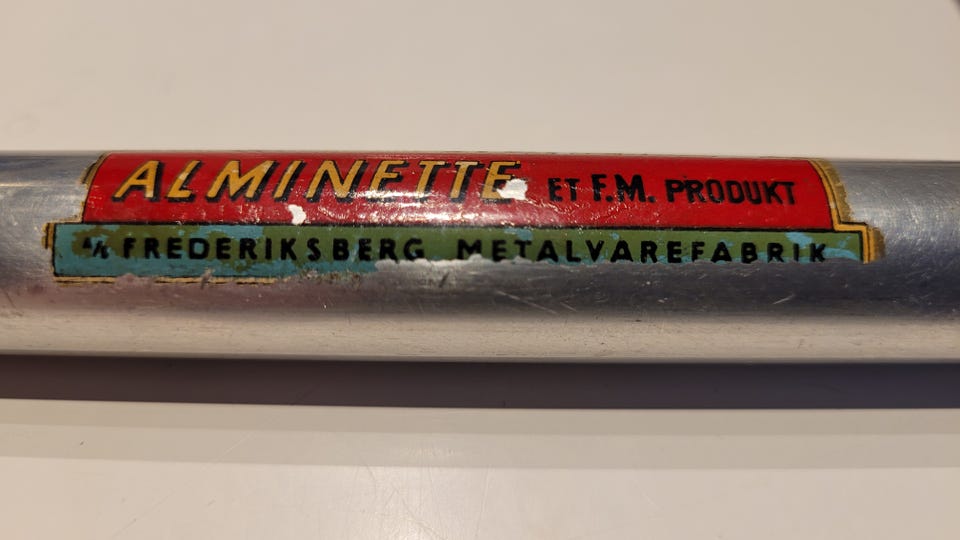 ALMINETTE ET F.M. PRODUKT
A/S FREDERIKSBERG METALVAREFABRIK